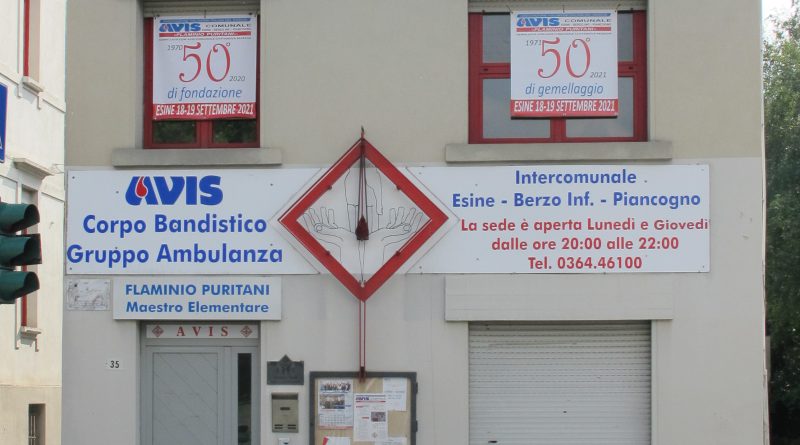 AVIS COMUNALE
FLAMINIO PURITANI
1970
50°
2020
di fondazione
ESINE 18-19 SETTEMBRE 2021
AVIS COMUNALE
FLAMINIO PURITANI
1971
50°
2021
di gemellaggio
ESINE 18-19 SETTEMBRE 2021
AVIS
Corpo Bandistico
Gruppo Ambulanza
Intercomunale
Esine - Berzo Inf. - Piancogno
La sede è aperta Lunedì e Giovedì
dalle ore 20:00 alle 22:00
Tel. 0364.46100
FLAMINIO PURITANI
Maestro Elementare
AVIS
35
AVIS